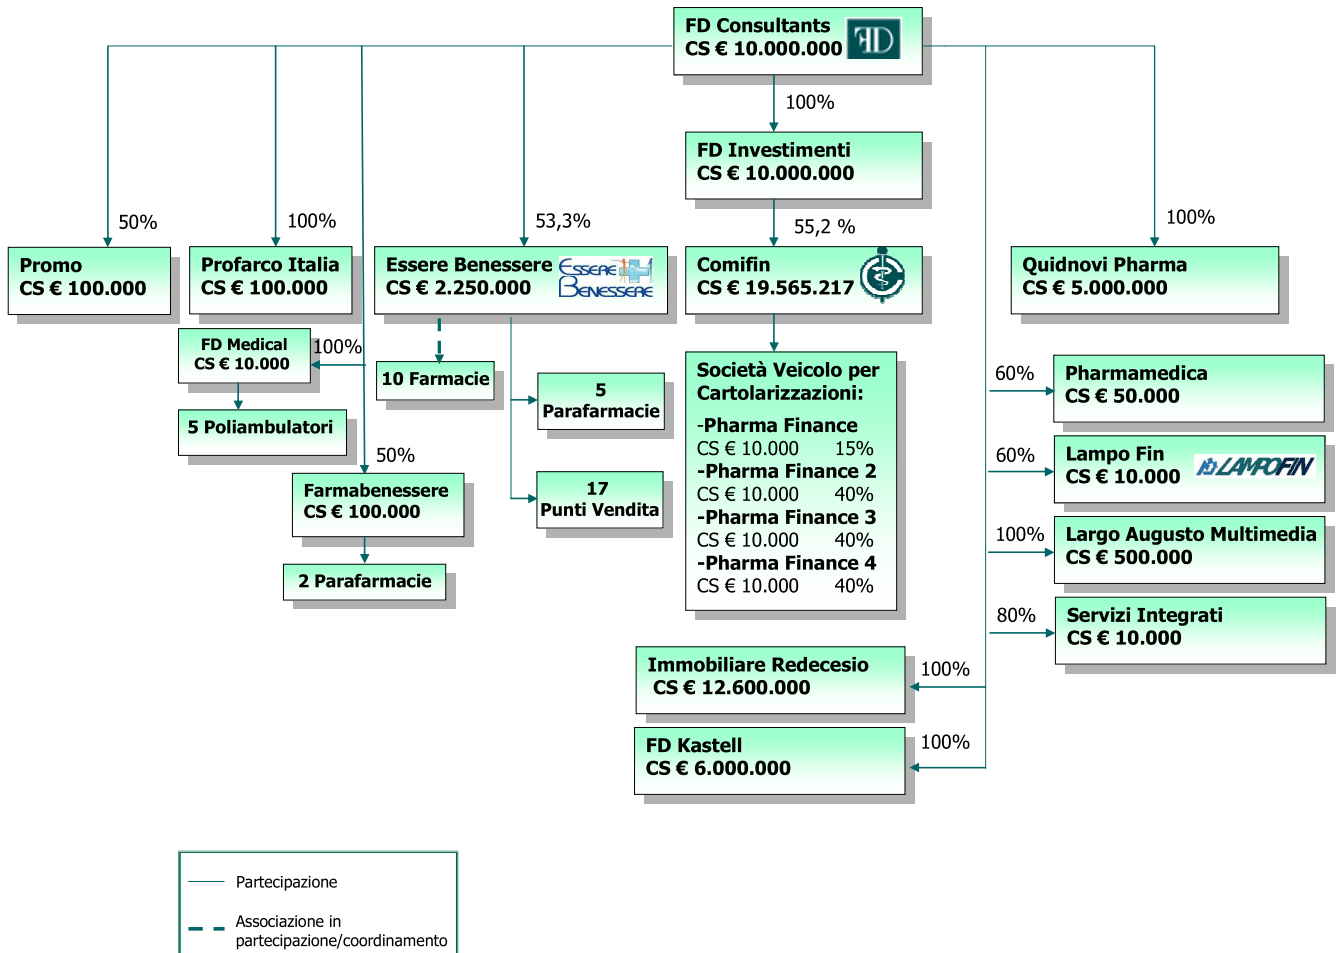 FD Consultants
CS € 10.000.000
FD
100%
FD Investimenti
CS € 10.000.000
50%
100%
53,3%
55,2 %
100%
Promo
CS € 100.000
Profarco Italia
CS € 100.000
Essere Benessere
CS € 2.250.000
ESSERE
BENESSERE
Comifin
CS € 19.565.217
Quidnovi Pharma
CS € 5.000.000
FD Medical
CS € 10.000
100%
10 Farmacie
5
Parafarmacie
5 Poliambulatori
50%
Farmabenessere
CS € 100.000
17
Punti Vendita
2 Parafarmacie
Società Veicolo per
Cartolarizzazioni:
-Pharma Finance
CS € 10.000 15%
-Pharma Finance 2
CS € 10.000 40%
-Pharma Finance 3
CS € 10.000 40%
-Pharma Finance 4
CS € 10.000 40%
60%
Pharmamedica
CS € 50.000
60%
Lampo Fin
CS € 10.000
LAMPOFIN
100%
Largo Augusto Multimedia
CS € 500.000
80%
Servizi Integrati
CS € 10.000
Immobiliare Redecesio
CS € 12.600.000
100%
FD Kastell
CS € 6.000.000
100%
Partecipazione
Associazione in
partecipazione/coordinamento